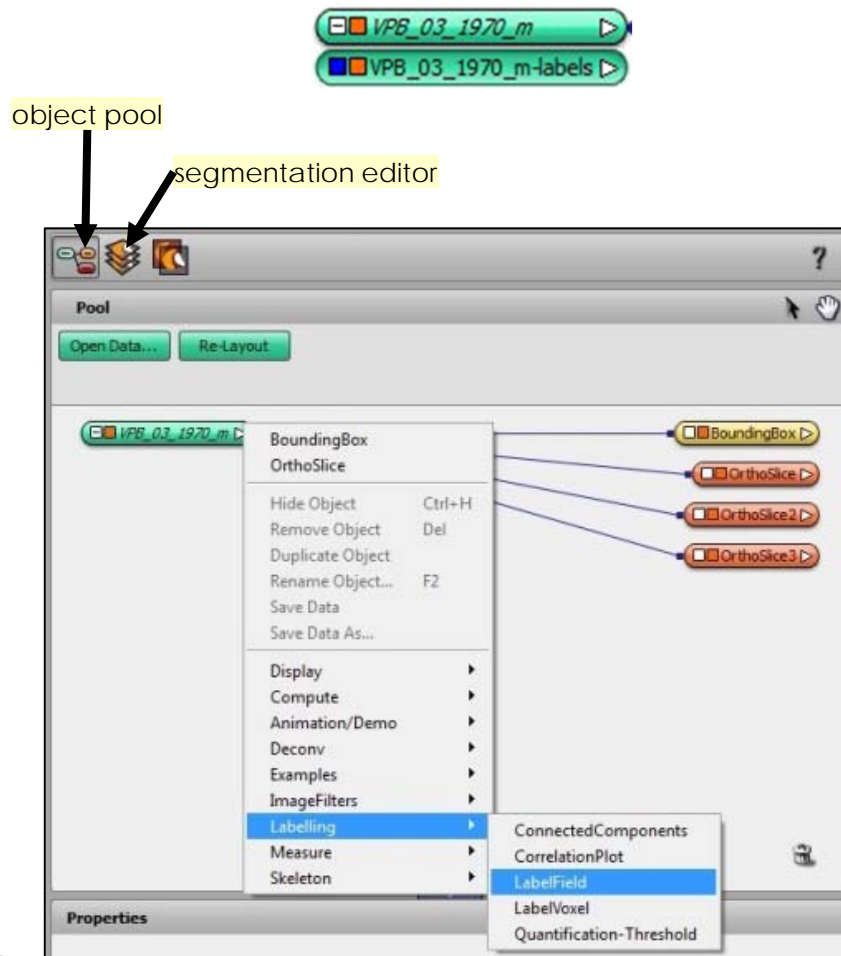 VPB_03_1970_m
VPB_03_1970_m-labels
object pool
segmentation editor
?
Pool
Open Data...
Re-Layout
VPB_03_1970_m
BoundingBox
OrthoSlice
OrthoSlice2
OrthoSlice3
BoundingBox
OrthoSlice
Hide Object Ctrl+H
Remove Object Del
Duplicate Object
Rename Object... F2
Save Data
Save Data As...
Display
Compute
Animation/Demo
Deconv
Examples
ImageFilters
Labelling
Measure
Skeleton
ConnectedComponents
CorrelationPlot
LabelField
LabelVoxel
Quantification-Threshold
Properties